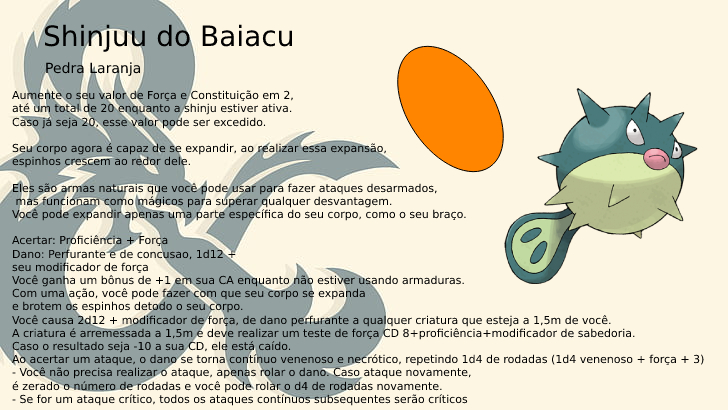 Shinjuu do Baiacu
Pedra Laranja
Aumente o seu valor de Força e Constituição em 2,
até um total de 20 enquanto a shinju estiver ativa.
Caso já seja 20, esse valor pode ser excedido.
Seu corpo agora é capaz de se expandir, ao realizar essa expansão,
espinhos crescem ao redor dele.
Eles são armas naturais que você pode usar para fazer ataques desarmados,
mas funcionam como mágicos para superar qualquer desvantagem.
Você pode expandir apenas uma parte específica do seu corpo, como o seu braço.
Acertar: Proficiência + Força
Dano: Perfurante e de concusao, 1d12 +
seu modificador de força
Você ganha um bônus de +1 em sua CA enquanto não estiver usando armaduras.
Com uma ação, você pode fazer com que seu corpo se expanda
e brotem os espinhos detodo o seu corpo.
Você causa 2d12 + modificador de força, de dano perfurante a qualquer criatura que esteja a 1,5m de você.
A criatura é arremessada a 1,5m e deve realizar um teste de força CD 8+proficiência+modificador de sabedoria.
Caso o resultado seja -10 a sua CD, ele está caído.
Ao acertar um ataque, o dano se torna contínuo venenoso e necrótico, repetindo 1d4 de rodadas (1d4 venenoso + força + 3)
- Você não precisa realizar o ataque, apenas rolar o dano. Caso ataque novamente,
é zerado o número de rodadas e você pode rolar o d4 de rodadas novamente.
- Se for um ataque crítico, todos os ataques contínuos subsequentes serão críticos